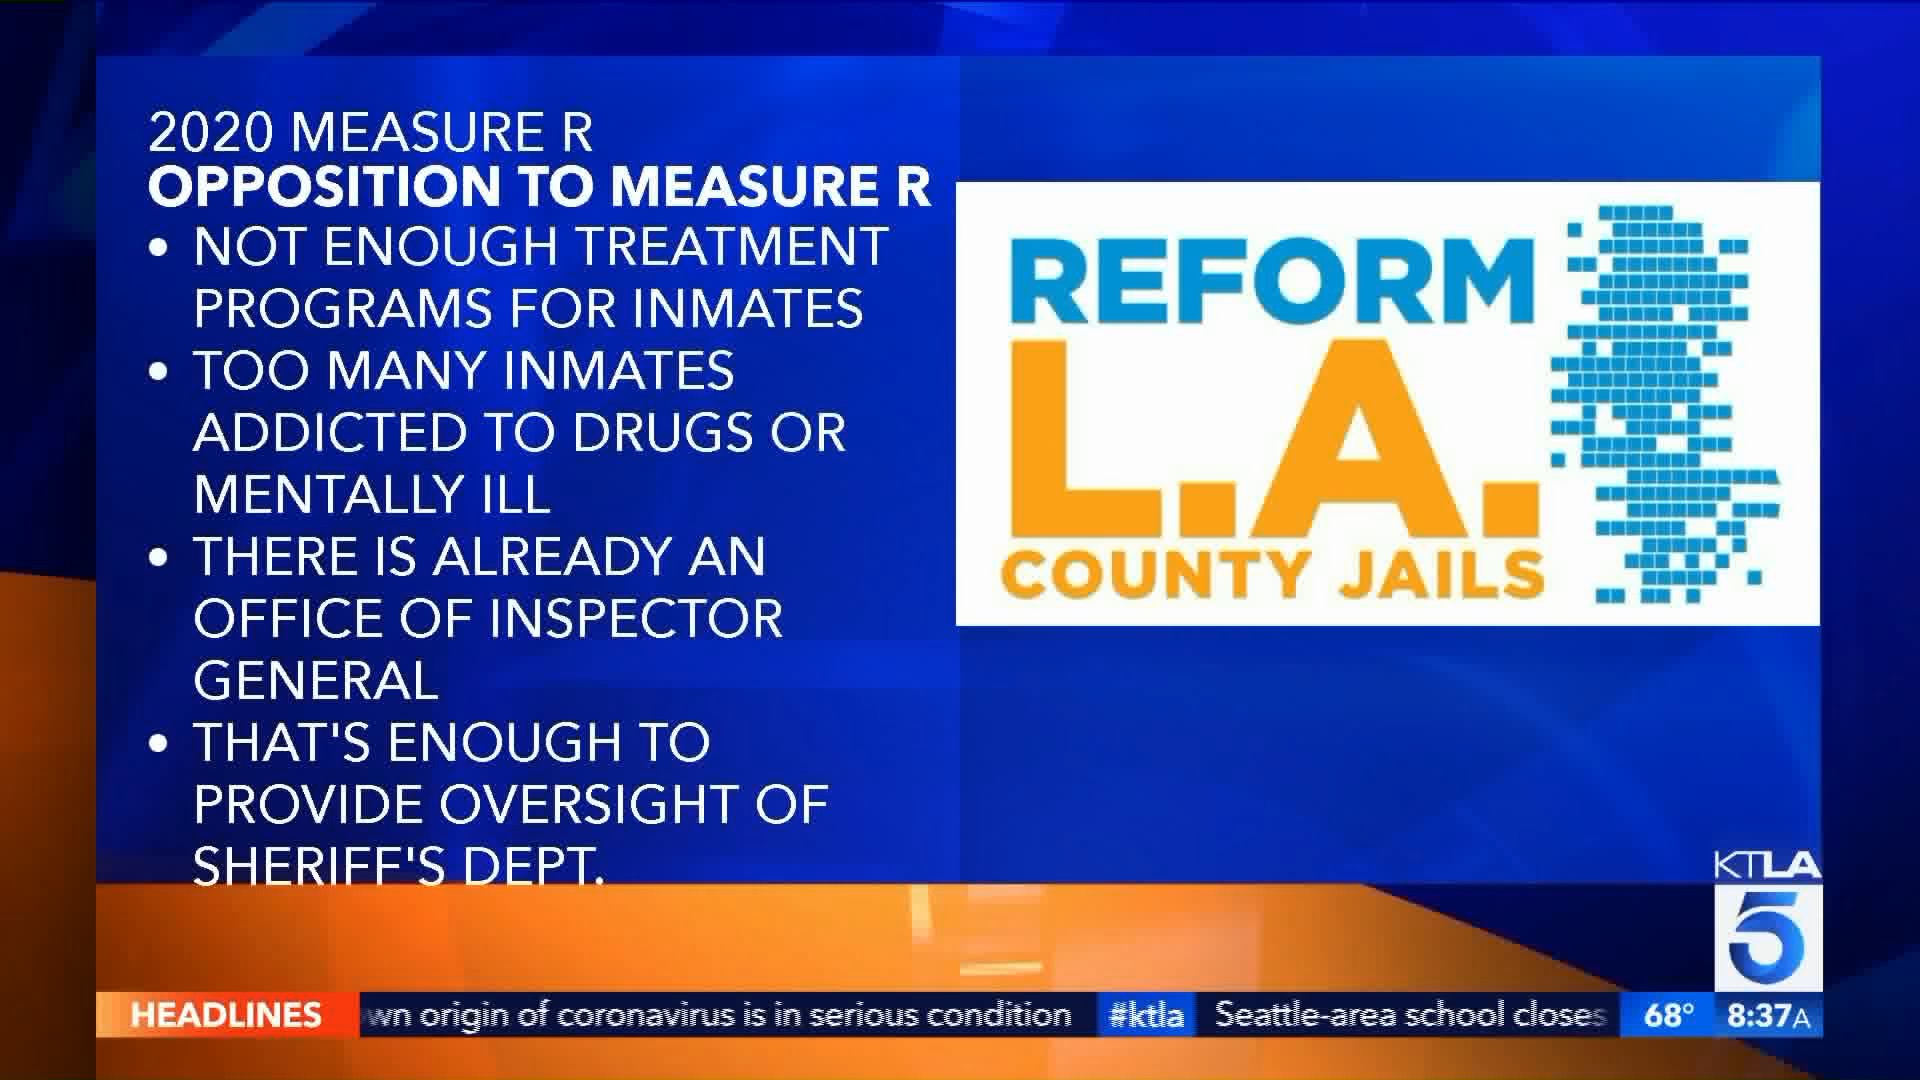 2020 MEASURE R
OPPOSITION TO MEASURE R
• NOT ENOUGH TREATMENT
PROGRAMS FOR INMATES
• TOO MANY INMATES
ADDICTED TO DRUGS OR
MENTALLY ILL
• THERE IS ALREADY AN
OFFICE OF INSPECTOR
GENERAL
• THAT'S ENOUGH TO
PROVIDE OVERSIGHT OF
SHERIFF'S DEPT.
REFORM
L.A.
COUNTY JAILS
KTLA
5
HEADLINES wn origin of coronavirus is in serious condition #ktla Seattle-area school closes 68° 8:37A